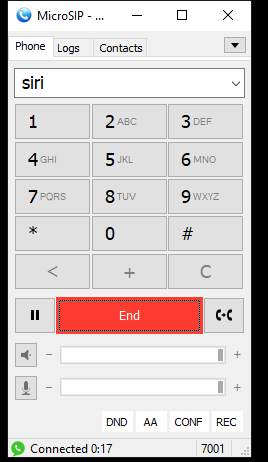 MicroSIP - ...
Phone Logs Contacts
siri
1 2 ABC 3 DEF
4 GHI 5 JKL 6 MNO
7 PQRS 8 TUV 9 WXYZ
* 0 #
< + C
End
- +
- +
DND AA CONF REC
Connected 0:17 7001